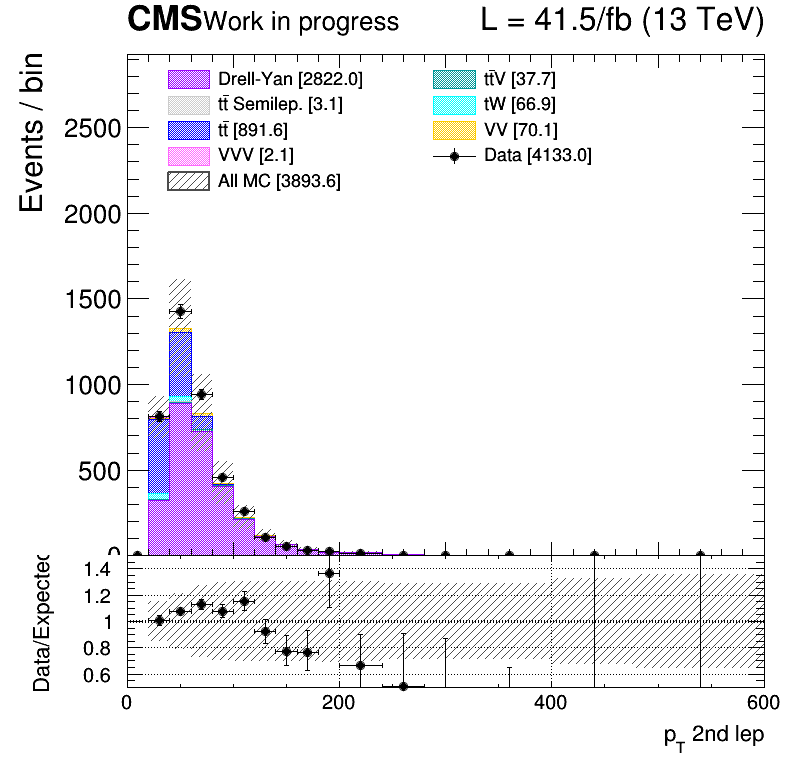 CMS Work in progress L = 41.5/fb (13 TeV)
Events / bin
2500
2000
1500
1000
500
0
Drell-Yan [2822.0]
tt̄ Semilep. [3.1]
tt̄ [891.6]
VVV [2.1]
All MC [3893.6]
tt̄V [37.7]
tW [66.9]
VV [70.1]
Data [4133.0]
Data/Expected
1.4
1.2
1
0.8
0.6
0 200 400 600
p_T 2nd lep